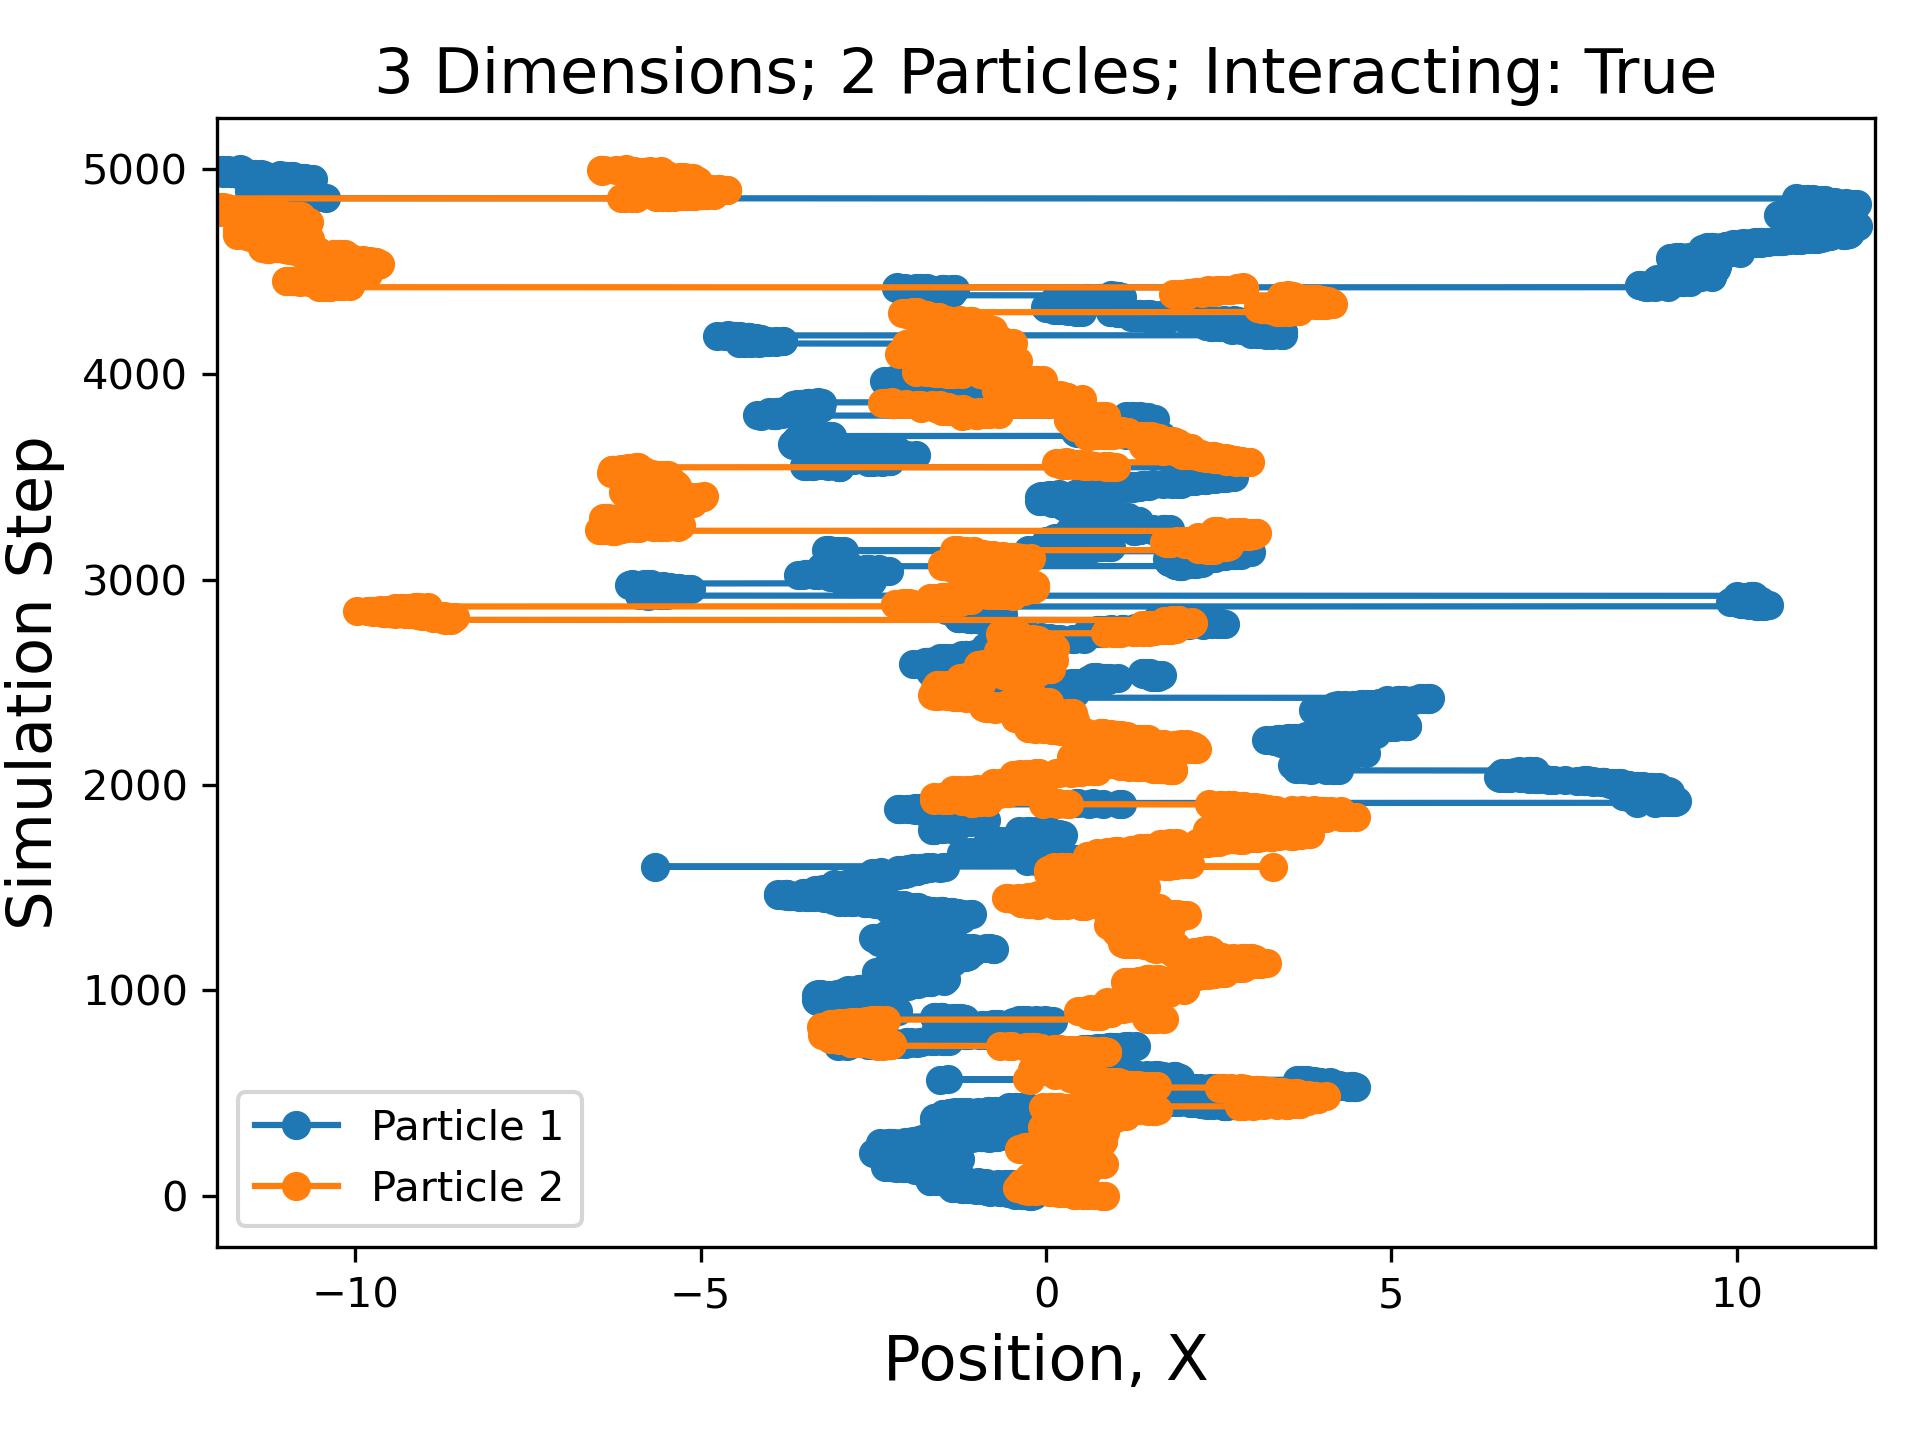 3 Dimensions; 2 Particles; Interacting: True
Simulation Step
5000
4000
3000
2000
1000
0
Particle 1
Particle 2
−10
−5
0
5
10
Position, X